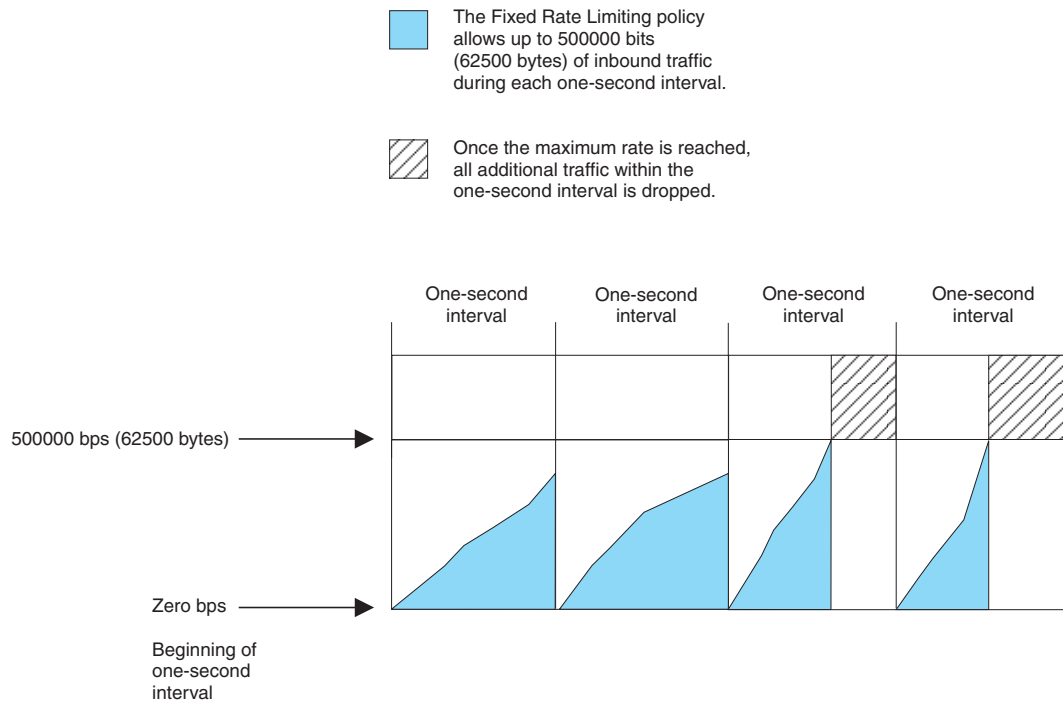 The Fixed Rate Limiting policy
allows up to 500000 bits
(62500 bytes) of inbound traffic
during each one-second interval.
Once the maximum rate is reached,
all additional traffic within the
one-second interval is dropped.
One-second
interval
One-second
interval
One-second
interval
One-second
interval
500000 bps (62500 bytes)
Zero bps
Beginning of
one-second
interval